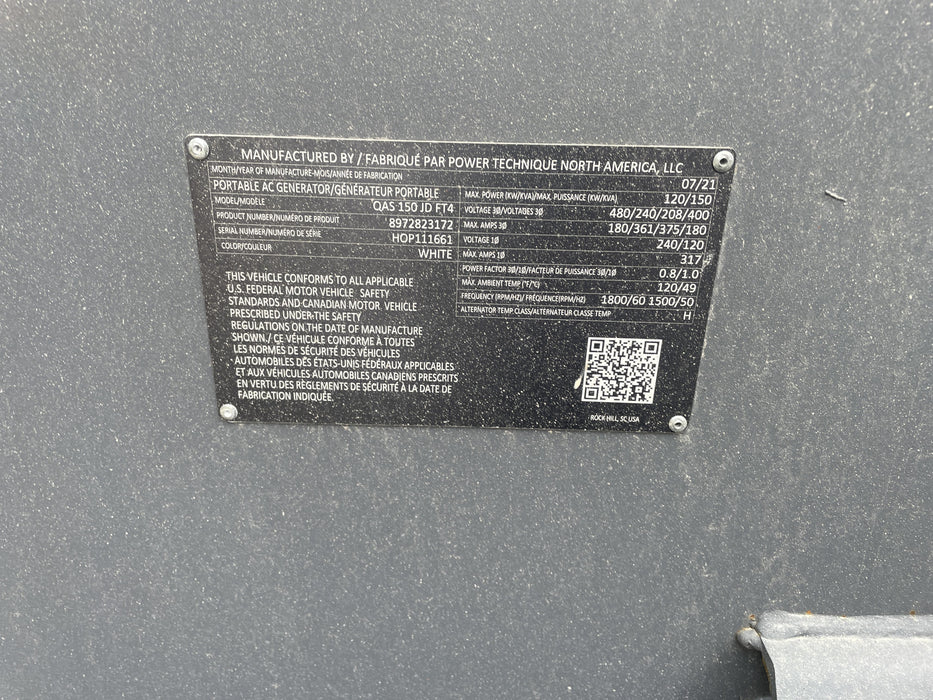 MANUFACTURED BY / FABRIQUÉ PAR POWER TECHNIQUE NORTH AMERICA, LLC
MONTH/YEAR OF MANUFACTURE-MOIS/ANNÉE DE FABRICATION 07/21
PORTABLE AC GENERATOR/GÉNÉRATEUR PORTABLE
MODEL/MODÈLE QAS 150 JD FT4
PRODUCT NUMBER/NUMÉRO DE PRODUIT 8972823172
SERIAL NUMBER/NUMÉRO DE SÉRIE HOP111661
COLOR/COULEUR WHITE
MAX. POWER (KW/KVA)/MAX. PUISSANCE (KW/KVA) 120/150
VOLTAGE 3Ø/VOLTAGES 3Ø 480/240/208/400
MAX. AMPS 3Ø 180/361/375/180
VOLTAGE 1Ø 240/120
MAX. AMPS 1Ø 317
POWER FACTOR 3Ø/1Ø/FACTEUR DE PUISSANCE 3Ø/1Ø 0.8/1.0
MAX. AMBIENT TEMP (°F/°C) 120/49
FREQUENCY (RPM/HZ)/ FRÉQUENCE(RPM/HZ) 1800/60 1500/50
ALTERNATOR TEMP CLASS/ALTERNATEUR CLASSE TEMP H
THIS VEHICLE CONFORMS TO ALL APPLICABLE
U.S. FEDERAL MOTOR VEHICLE SAFETY
STANDARDS AND CANADIAN MOTOR VEHICLE
PRESCRIBED UNDER THE SAFETY
REGULATIONS ON THE DATE OF MANUFACTURE
SHOWN./ CE VÉHICULE CONFORME À TOUTES
LES NORMES DE SÉCURITÉ DES VÉHICULES
AUTOMOBILES DES ÉTATS-UNIS FÉDÉRAUX APPLICABLES
ET AUX VÉHICULES AUTOMOBILES CANADIENS PRESCRITS
EN VERTU DES RÈGLEMENTS DE SÉCURITÉ À LA DATE DE
FABRICATION INDIQUÉE.
ROCK HILL, SC USA